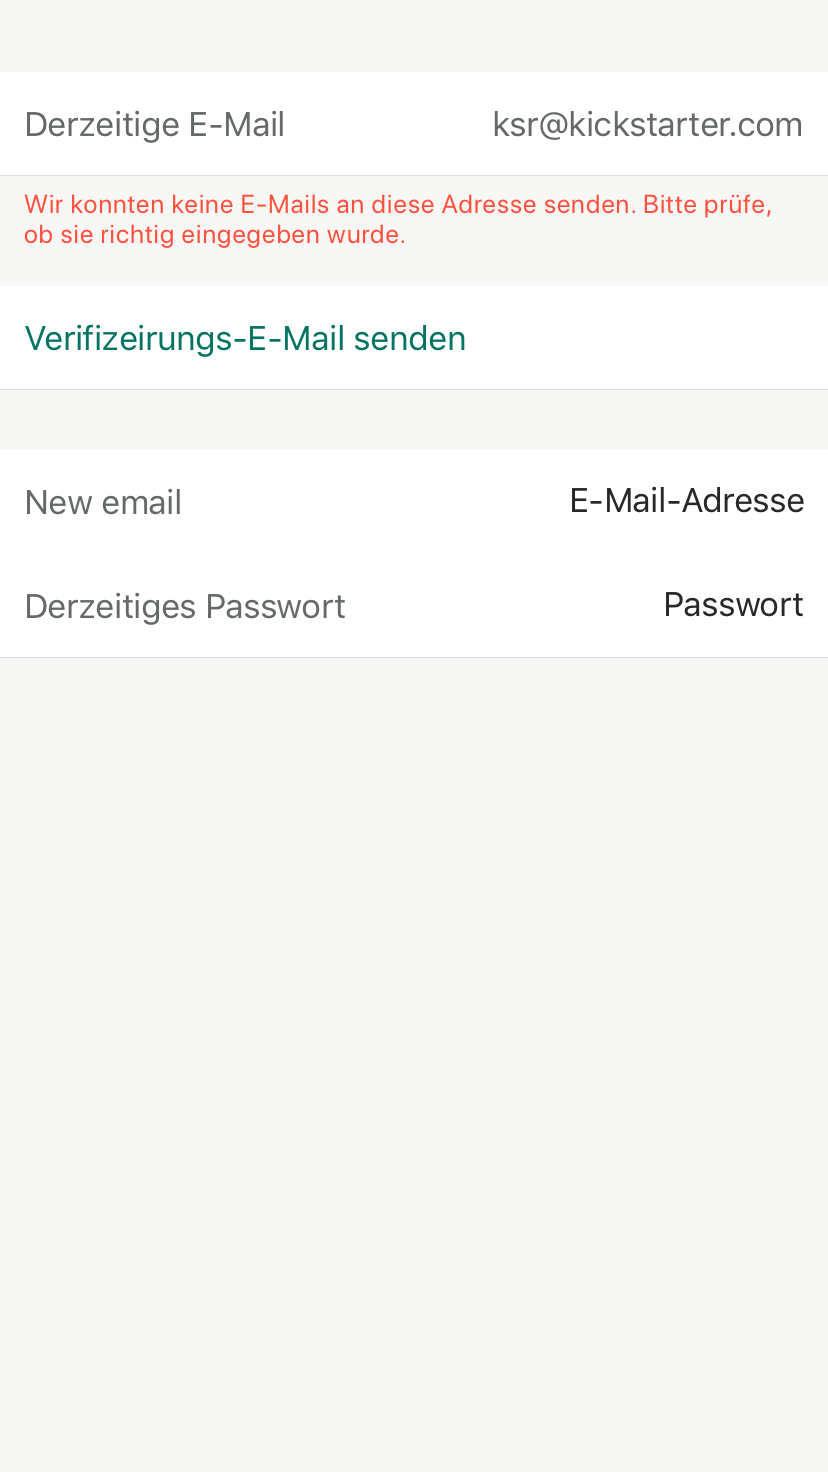 Derzeitige E-Mail ksr@kickstarter.com
Wir konnten keine E-Mails an diese Adresse senden. Bitte prüfe,
ob sie richtig eingegeben wurde.
Verifizeirungs-E-Mail senden
New email E-Mail-Adresse
Derzeitiges Passwort Passwort